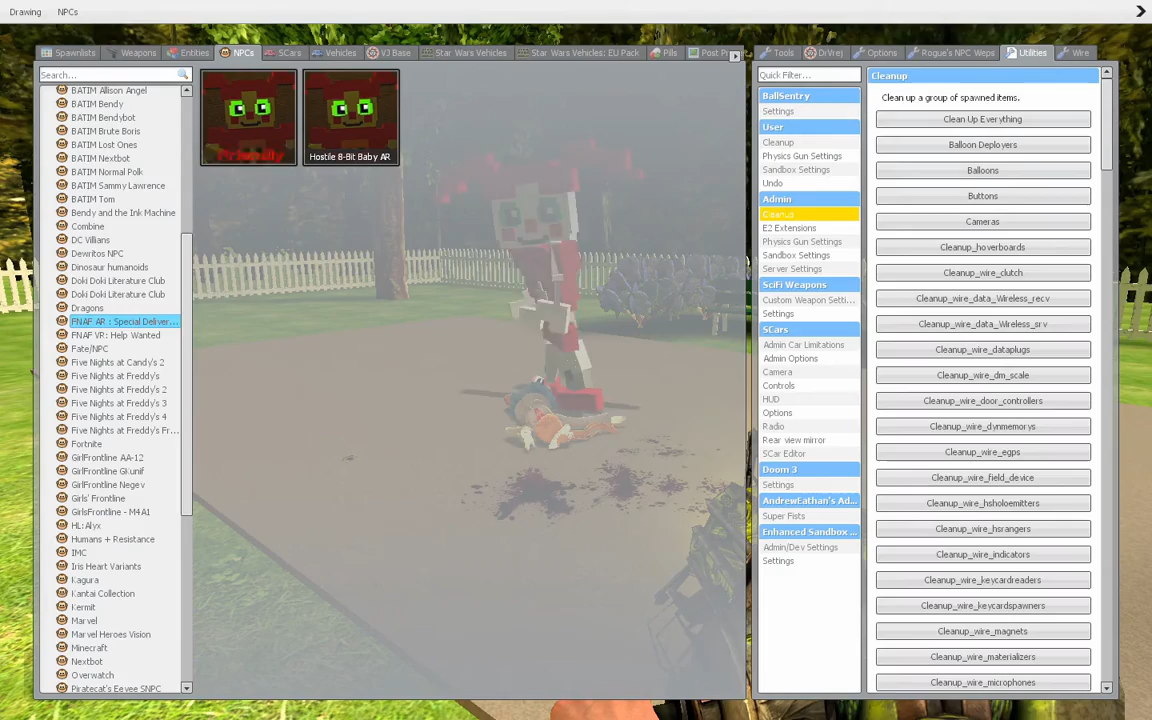 Drawing NPCs
Spawnlists Weapons Entities NPCs SCars Vehicles VJ Base Star Wars Vehicles Star Wars Vehicles: EU Pack Pills Post Pr
Tools (DrVrej) Options Rogue's NPC Weps Utilities Wire
Search...
BATIM Allison Angel
BATIM Bendy
BATIM Bendybot
BATIM Brute Boris
BATIM Lost Ones
BATIM Nextbot
BATIM Normal Polk
BATIM Sammy Lawrence
BATIM Tom
Bendy and the Ink Machine
Combine
DC Villians
Dewritos NPC
Dinosaur humanoids
Doki Doki Literature Club
Doki Doki Literature Club
Dragons
FNAF AR : Special Deliver...
FNAF VR: Help Wanted
Fate/NPC
Five Nights at Candy's 2
Five Nights at Freddy's
Five Nights at Freddy's 2
Five Nights at Freddy's 3
Five Nights at Freddy's 4
Five Nights at Freddy's Fr...
Fortnite
GirlFrontline AA-12
GirlFrontline GKunif
GirlFrontline Negev
Girls' Frontline
GirlsFrontline - M4A1
HL: Alyx
Humans + Resistance
IMC
Iris Heart Variants
Kagura
Kantai Collection
Kermit
Marvel
Marvel Heroes Vision
Minecraft
Nextbot
Overwatch
Piratecat's Eevee SNPC
Friendly
Hostile 8-Bit Baby AR
Quick Filter...
BallSentry
Settings
User
Cleanup
Physics Gun Settings
Sandbox Settings
Undo
Admin
Cleanup
E2 Extensions
Physics Gun Settings
Sandbox Settings
Server Settings
SciFi Weapons
Custom Weapon Setti...
Settings
SCars
Admin Car Limitations
Admin Options
Camera
Controls
HUD
Options
Radio
Rear view mirror
SCar Editor
Doom 3
Settings
AndrewEathan's Ad...
Super Fists
Enhanced Sandbox ...
Admin/Dev Settings
Settings
Cleanup
Clean up a group of spawned items.
Clean Up Everything
Balloon Deployers
Balloons
Buttons
Cameras
Cleanup_hoverboards
Cleanup_wire_clutch
Cleanup_wire_data_Wireless_recv
Cleanup_wire_data_Wireless_srv
Cleanup_wire_dataplugs
Cleanup_wire_dm_scale
Cleanup_wire_door_controllers
Cleanup_wire_dynmemorys
Cleanup_wire_egps
Cleanup_wire_field_device
Cleanup_wire_hsholoemitters
Cleanup_wire_hsrangers
Cleanup_wire_indicators
Cleanup_wire_keycardreaders
Cleanup_wire_keycardspawners
Cleanup_wire_magnets
Cleanup_wire_materializers
Cleanup_wire_microphones